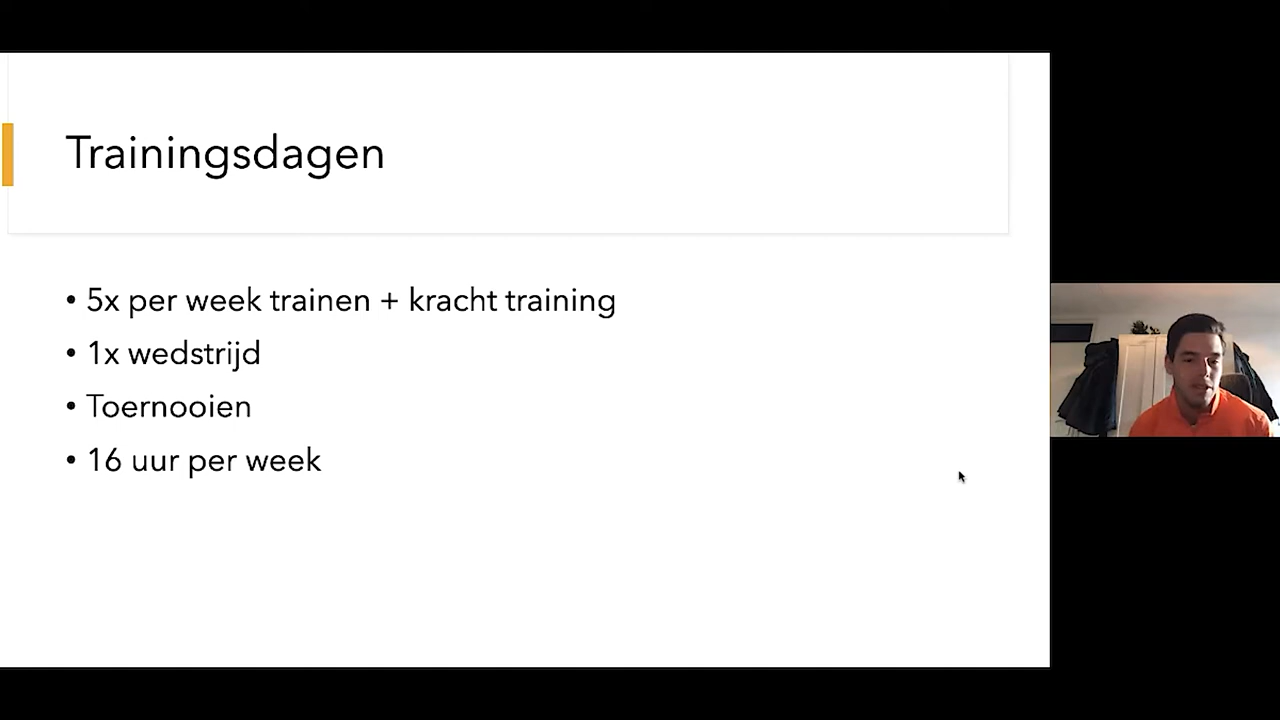 Trainingsdagen
• 5x per week trainen + kracht training
• 1x wedstrijd
• Toernooien
• 16 uur per week